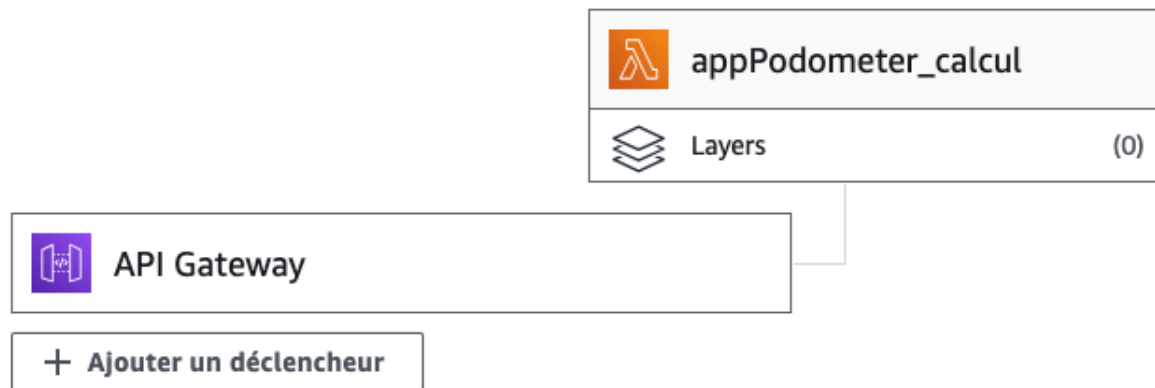 appPodometer_calcul
Layers (0)
API Gateway
+ Ajouter un déclencheur